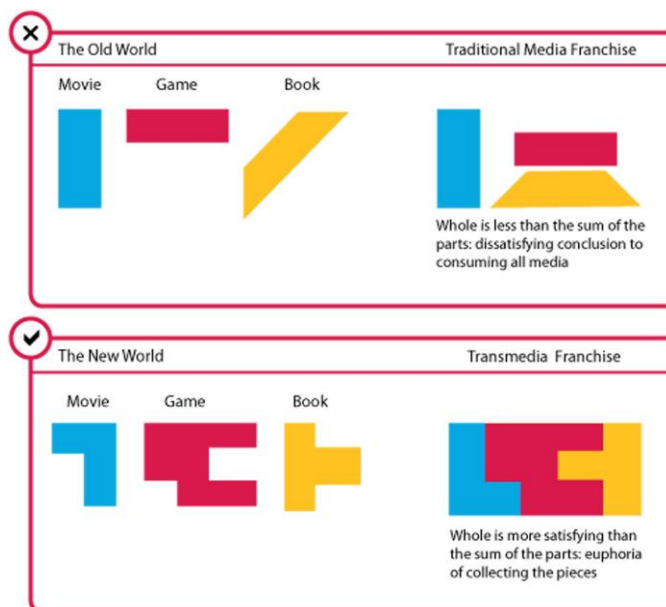 The Old World
Traditional Media Franchise
Movie
Game
Book
Whole is less than the sum of the
parts: dissatisfying conclusion to
consuming all media
The New World
Transmedia Franchise
Movie
Game
Book
Whole is more satisfying than
the sum of the parts: euphoria
of collecting the pieces